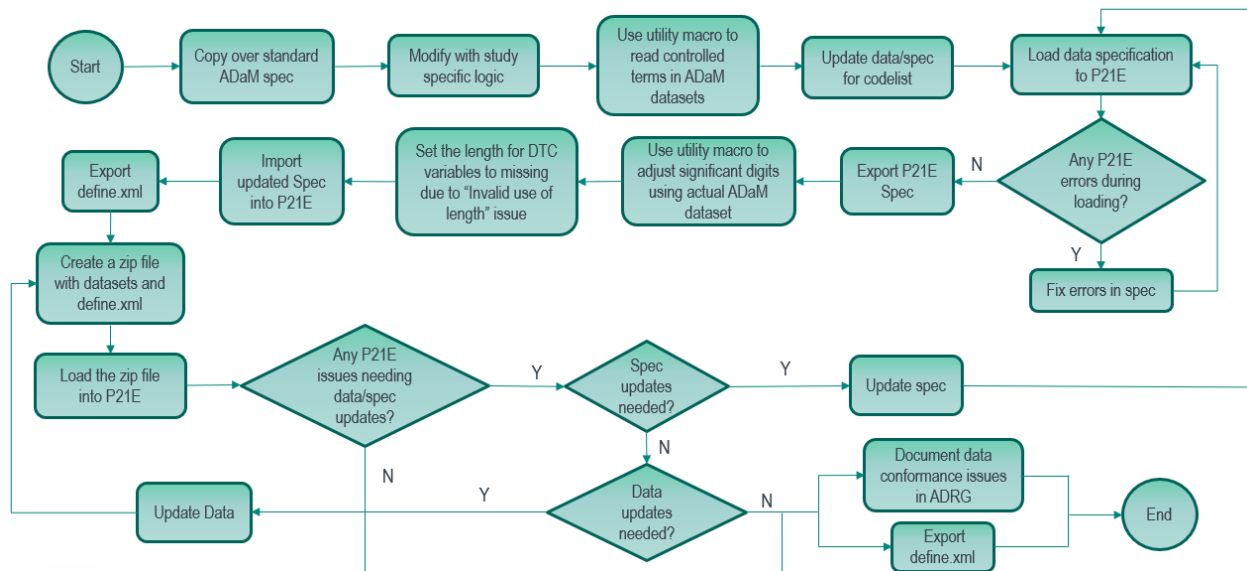 Start
Copy over standard
ADaM spec
Modify with study
specific logic
Use utility macro to
read controlled
terms in ADaM
datasets
Update data/spec
for codelist
Load data specification
to P21E
Any P21E
errors during
loading?
N
Y
Fix errors in spec
Export P21E
Spec
Use utility macro to
adjust significant digits
using actual ADaM
dataset
Set the length for DTC
variables to missing
due to “Invalid use of
length” issue
Import
updated Spec
into P21E
Export
define.xml
Create a zip file
with datasets and
define.xml
Load the zip file
into P21E
Any P21E
issues needing
data/spec
updates?
Y
N
Spec
updates
needed?
Y
N
Update spec
Data
updates
needed?
Y
N
Update Data
Document data
conformance issues
in ADRG
Export
define.xml
End